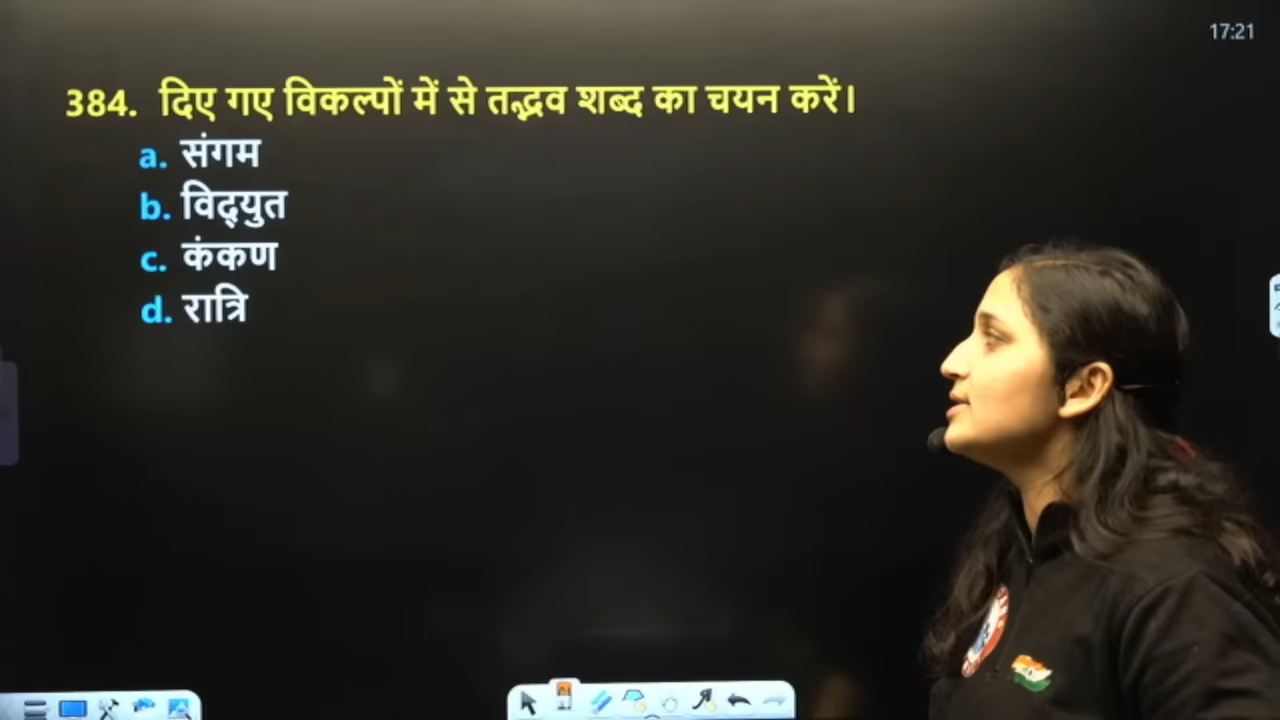 17:21
384. दिए गए विकल्पों में से तद्भव शब्द का चयन करें।
a. संगम
b. विद्युत
c. कंकण
d. रात्रि